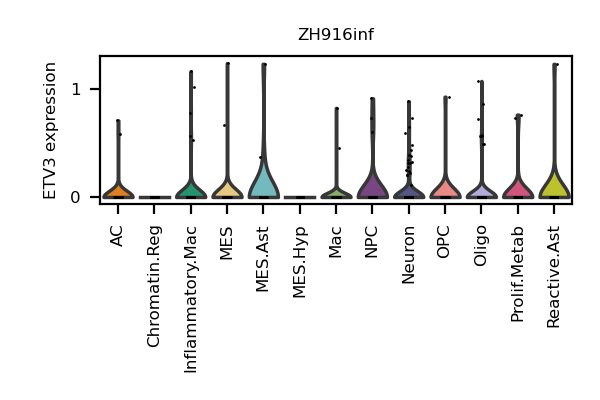 ZH916inf
ETV3 expression
1
0
AC
Chromatin.Reg
Inflammatory.Mac
MES
MES.Ast
MES.Hyp
Mac
NPC
Neuron
OPC
Oligo
Prolif.Metab
Reactive.Ast